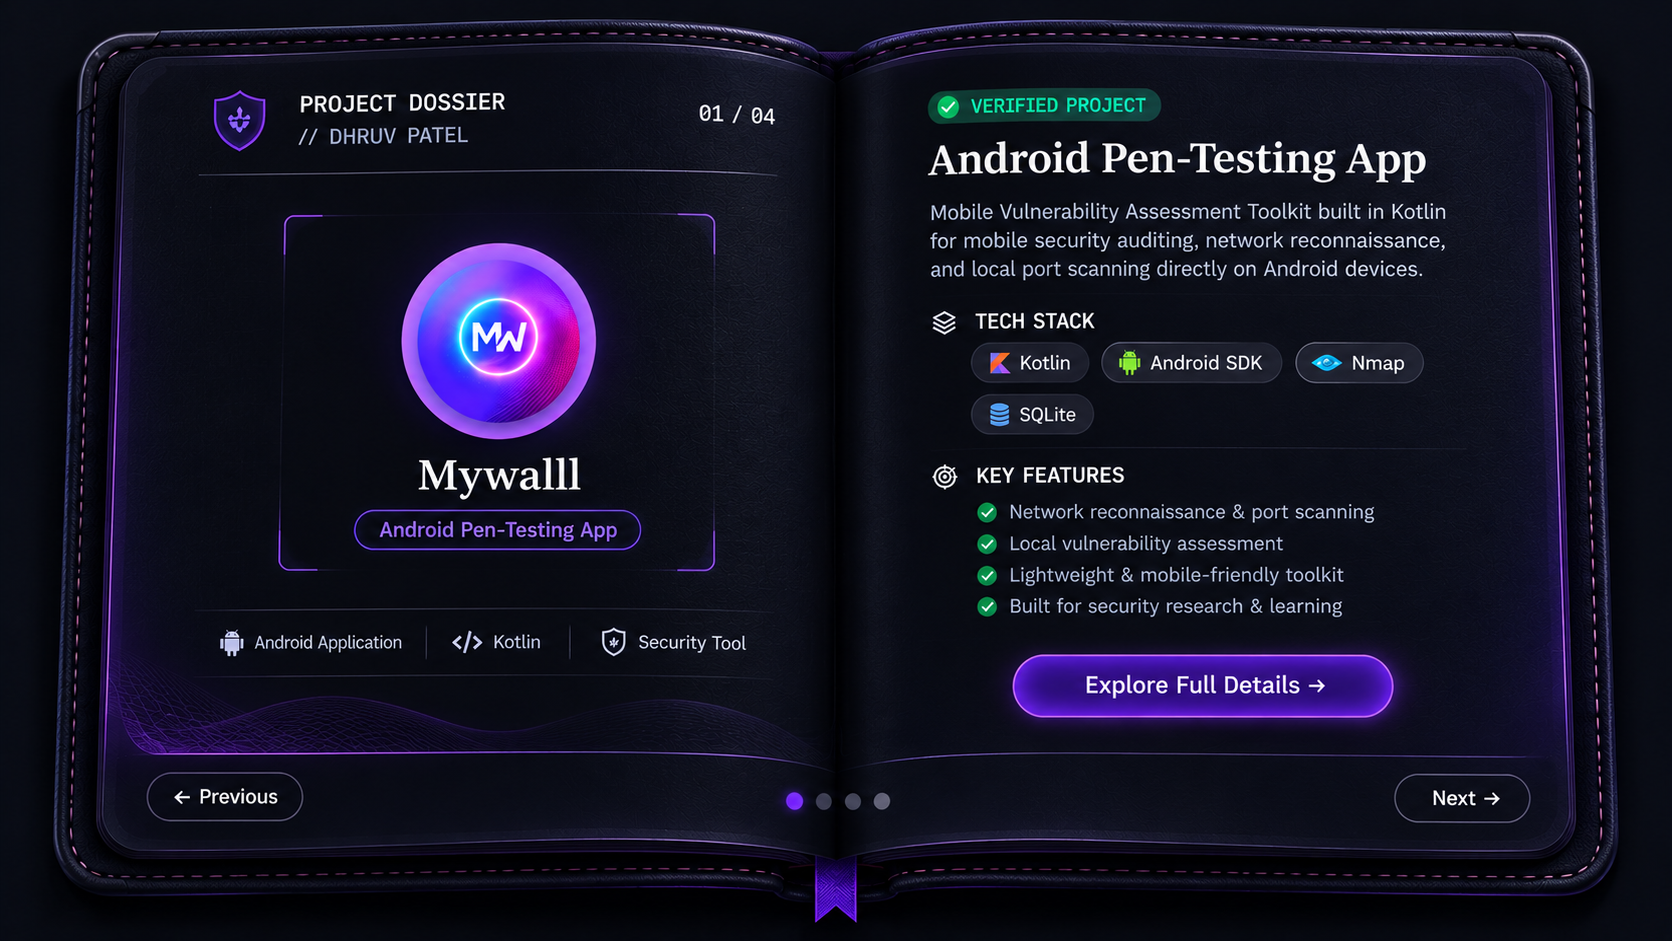 PROJECT DOSSIER
// DHRUV PATEL
01 / 04
MW
Mywalll
Android Pen-Testing App
Android Application
Kotlin
Security Tool
← Previous
VERIFIED PROJECT
Android Pen-Testing App
Mobile Vulnerability Assessment Toolkit built in Kotlin
for mobile security auditing, network reconnaissance,
and local port scanning directly on Android devices.
TECH STACK
Kotlin
Android SDK
Nmap
SQLite
KEY FEATURES
Network reconnaissance & port scanning
Local vulnerability assessment
Lightweight & mobile-friendly toolkit
Built for security research & learning
Explore Full Details →
Next →